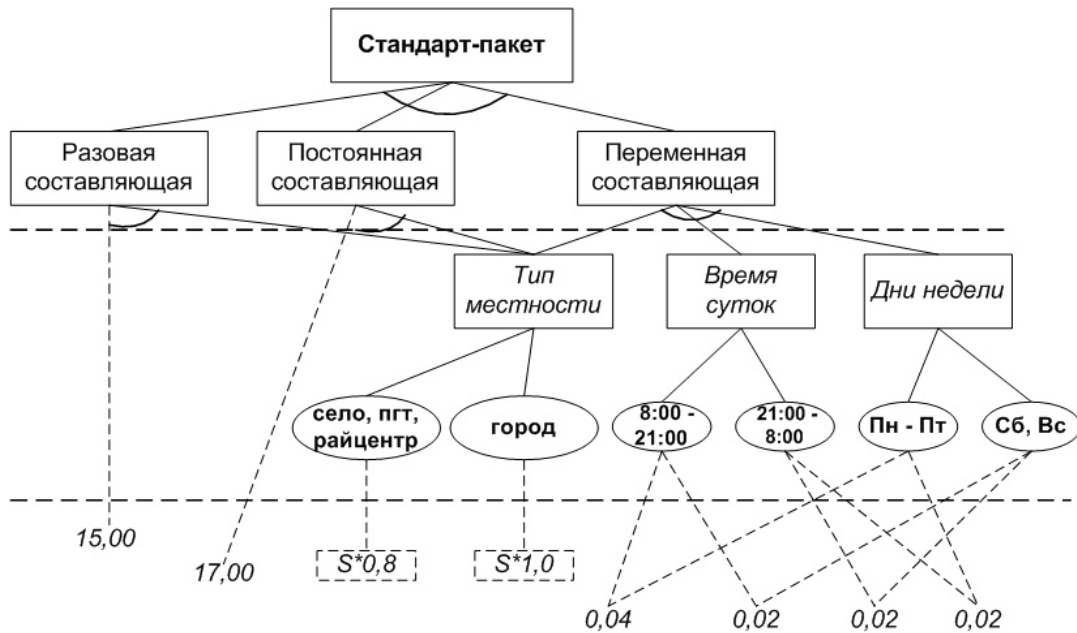 Стандарт-пакет
Разовая
составляющая
Постоянная
составляющая
Переменная
составляющая
Тип
местности
Время
суток
Дни недели
село, пгт,
райцентр
город
8:00 -
21:00
21:00 -
8:00
Пн - Пт
Сб, Вс
15,00
17,00
S*0,8
S*1,0
0,04
0,02
0,02
0,02